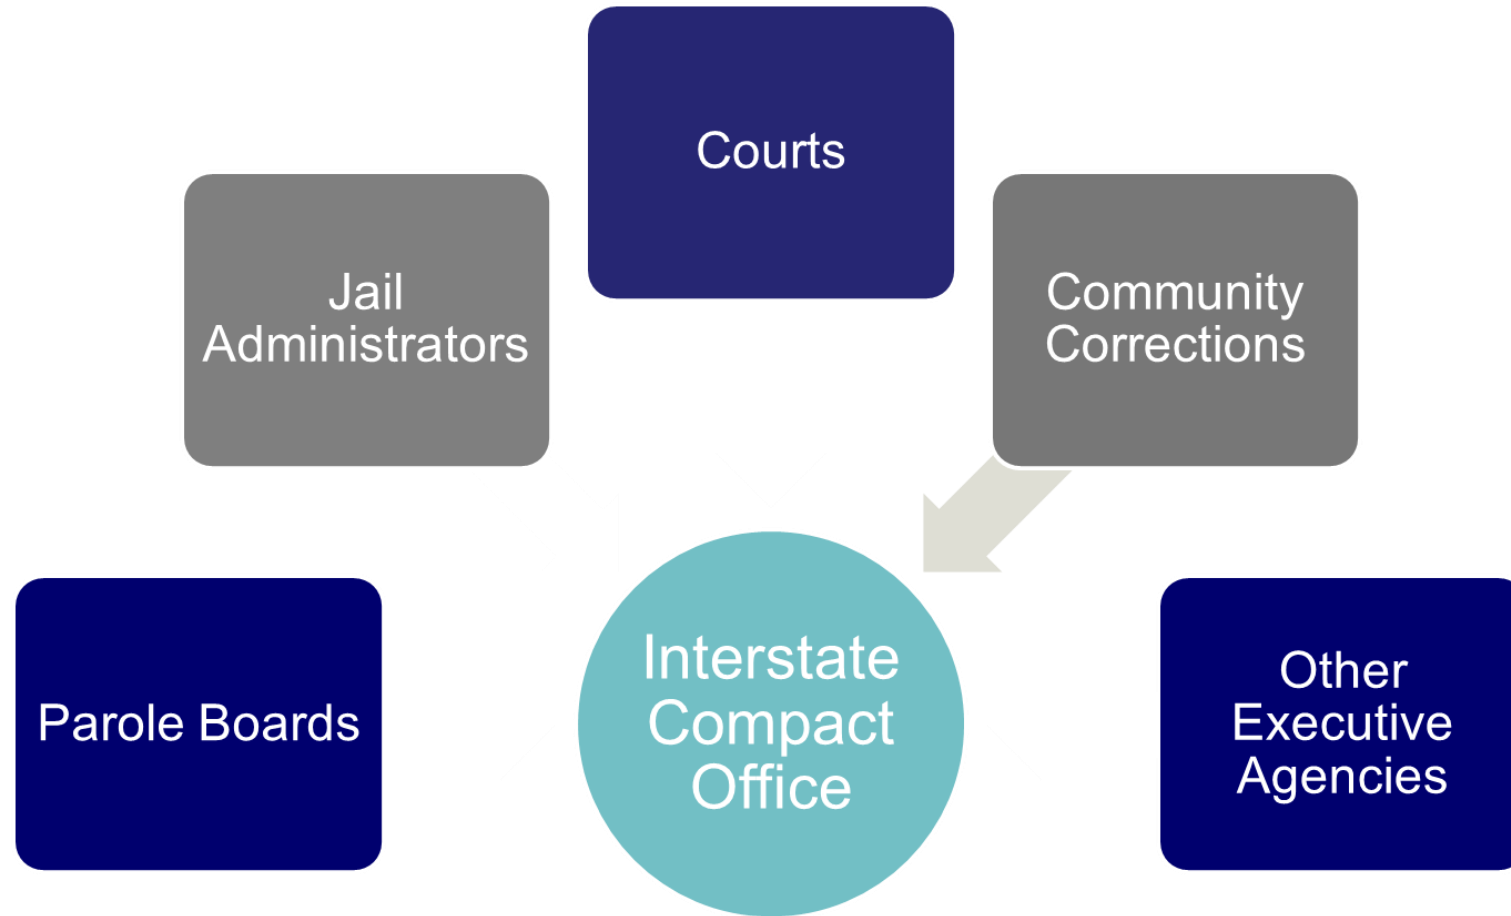 Courts
Jail
Administrators
Community
Corrections
Parole Boards
Interstate
Compact
Office
Other
Executive
Agencies